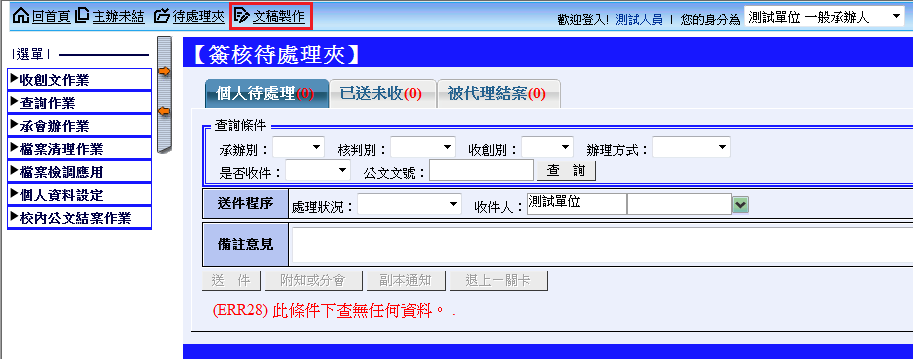 回首頁 主辦未結 待處理夾 文稿製作 歡迎登入! 測試人員 | 您的身分為 測試單位 一般承辦人
|選單|
收創文作業
查詢作業
承會辦作業
檔案清理作業
檔案檢調應用
個人資料設定
校內公文結案作業
【簽核待處理夾】
個人待處理(0) 已送未收(0) 被代理結案(0)
查詢條件
承辦別： 核判別： 收創別： 辦理方式：
是否收件： 公文文號： 查 詢
送件程序 處理狀況： 收件人： 測試單位
備註意見
送 件 附知或分會 副本通知 退上一關卡
(ERR28) 此條件下查無任何資料。 .